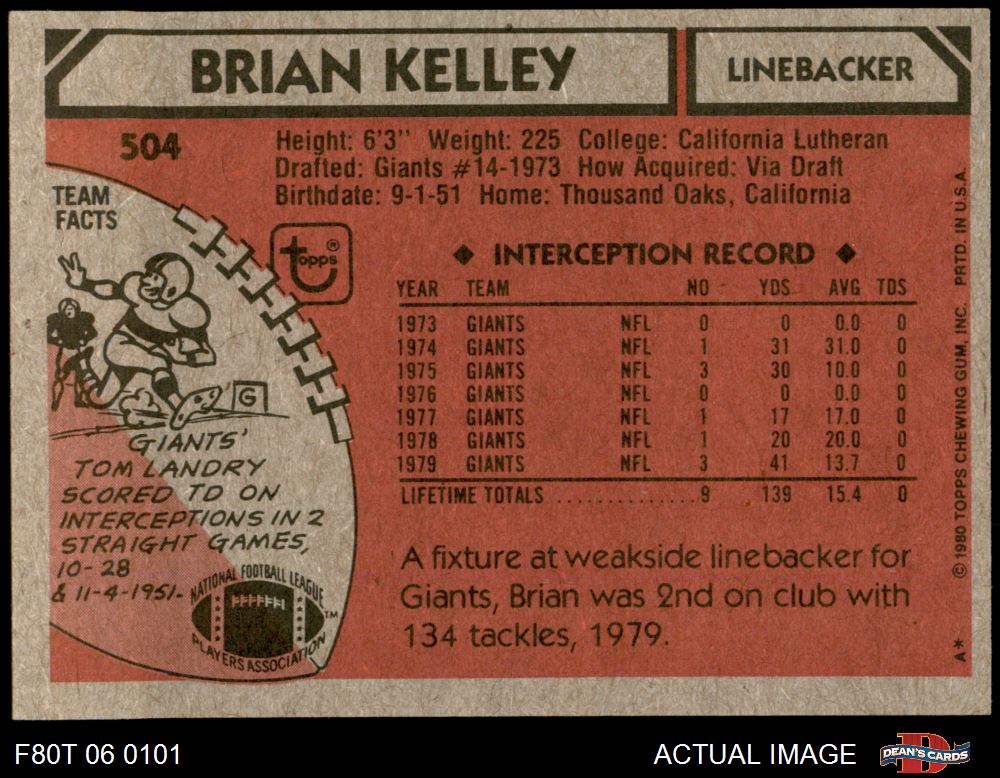 BRIAN KELLEY
LINEBACKER
504
Height: 6'3" Weight: 225 College: California Lutheran
Drafted: Giants #14-1973 How Acquired: Via Draft
Birthdate: 9-1-51 Home: Thousand Oaks, California
TEAM
FACTS
topps®
◆ INTERCEPTION RECORD ◆
YEAR TEAM NO YDS AVG TDS
1973 GIANTS NFL 0 0 0.0 0
1974 GIANTS NFL 1 31 31.0 0
1975 GIANTS NFL 3 30 10.0 0
1976 GIANTS NFL 0 0 0.0 0
1977 GIANTS NFL 1 17 17.0 0
1978 GIANTS NFL 1 20 20.0 0
1979 GIANTS NFL 3 41 13.7 0
LIFETIME TOTALS 9 139 15.4 0
G
GIANTS'
TOM LANDRY
SCORED TD ON
INTERCEPTIONS IN 2
STRAIGHT GAMES,
10-28
& 11-4-1951.
NATIONAL FOOTBALL LEAGUE
PLAYERS ASSOCIATION
TM
A fixture at weakside linebacker for
Giants, Brian was 2nd on club with
134 tackles, 1979.
A* © 1980 TOPPS CHEWING GUM, INC. PRTD. IN U.S.A.
F80T 06 0101
ACTUAL IMAGE
DEAN'S CARDS